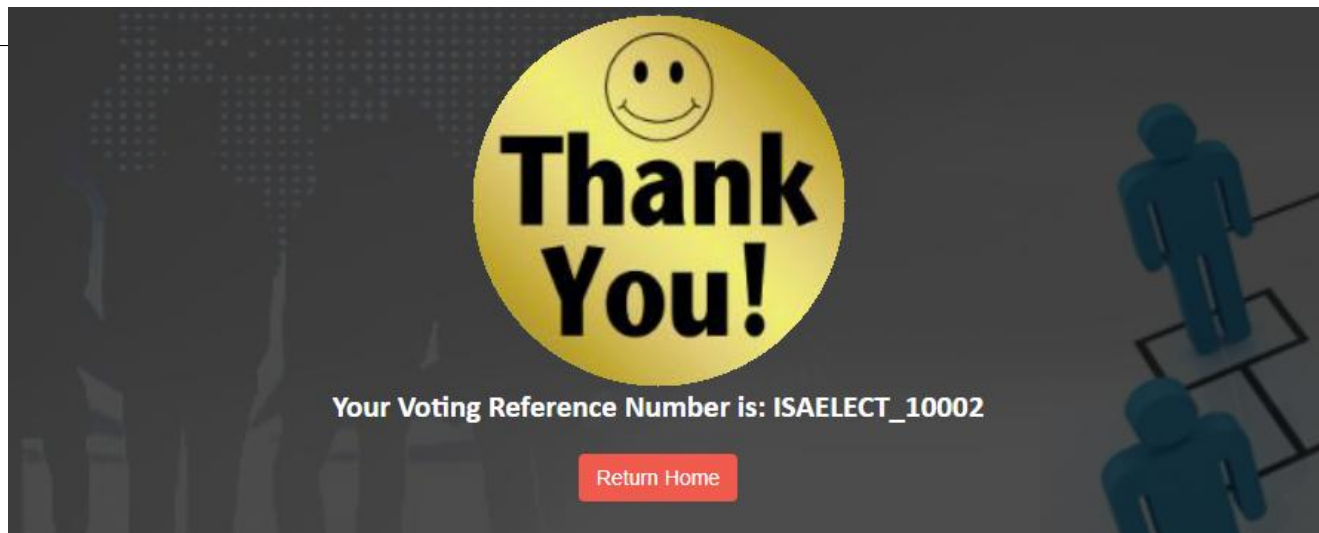 Thank
You!
Your Voting Reference Number is: ISAELECT_10002
Return Home